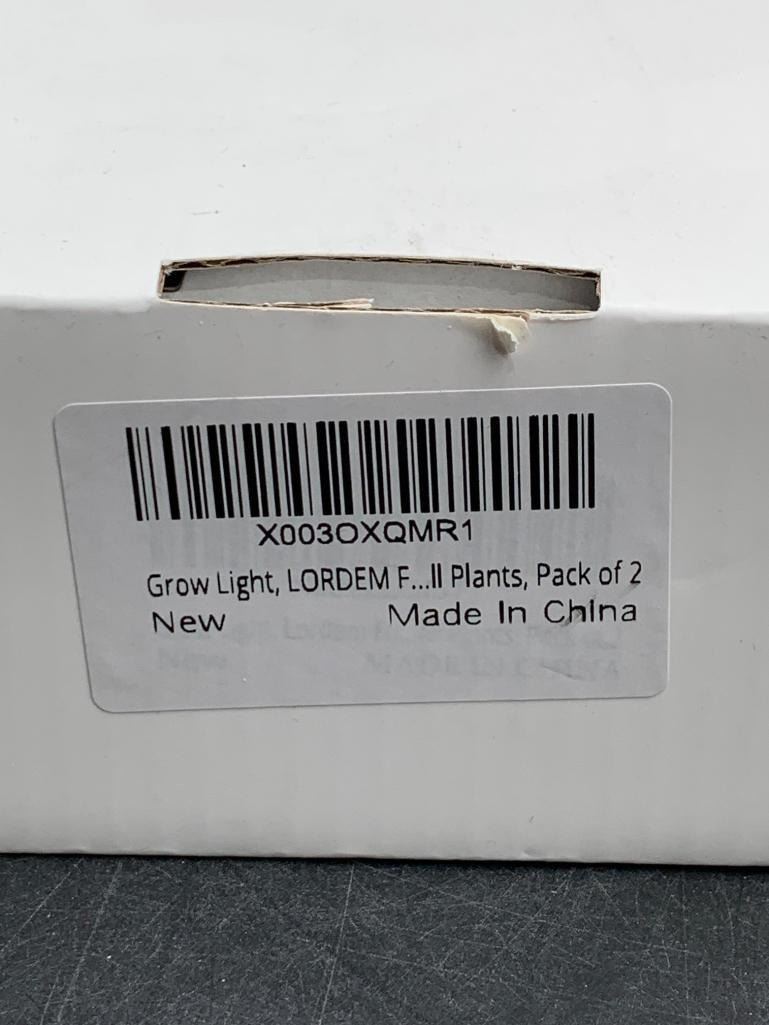 X003OXQMR1
Grow Light, LORDEM F...ll Plants, Pack of 2
New Made In China